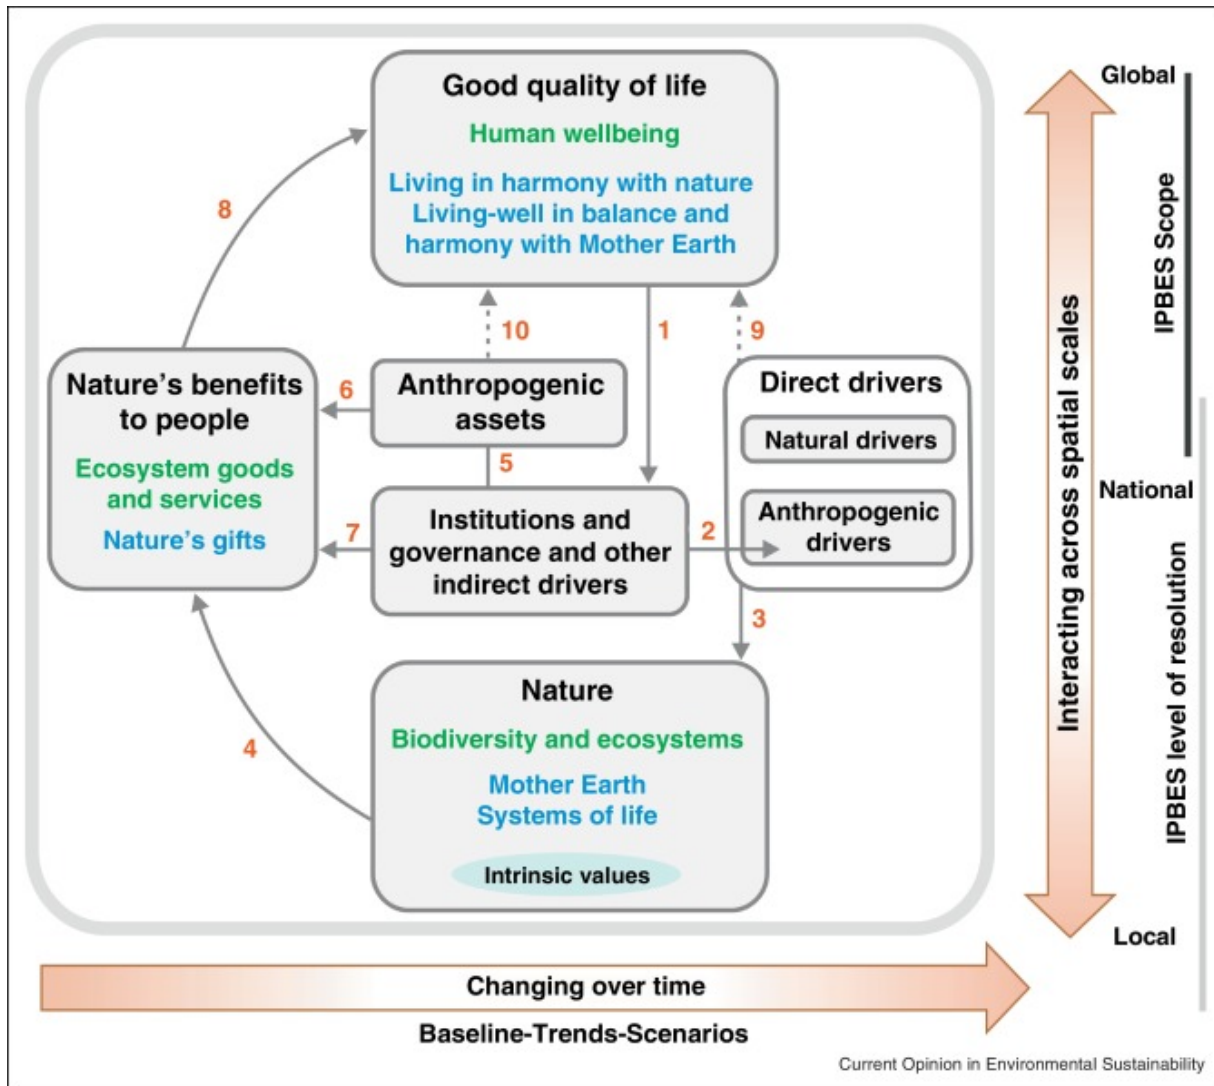 Good quality of life
Human wellbeing
Living in harmony with nature
Living-well in balance and
harmony with Mother Earth
8
10
1
9
Nature's benefits
to people
Ecosystem goods
and services
Nature's gifts
6
Anthropogenic
assets
5
7
Institutions and
governance and other
indirect drivers
2
Direct drivers
Natural drivers
Anthropogenic
drivers
3
4
Nature
Biodiversity and ecosystems
Mother Earth
Systems of life
Intrinsic values
Global
National
Local
Interacting across spatial scales
IPBES Scope
IPBES level of resolution
Changing over time
Baseline-Trends-Scenarios
Current Opinion in Environmental Sustainability